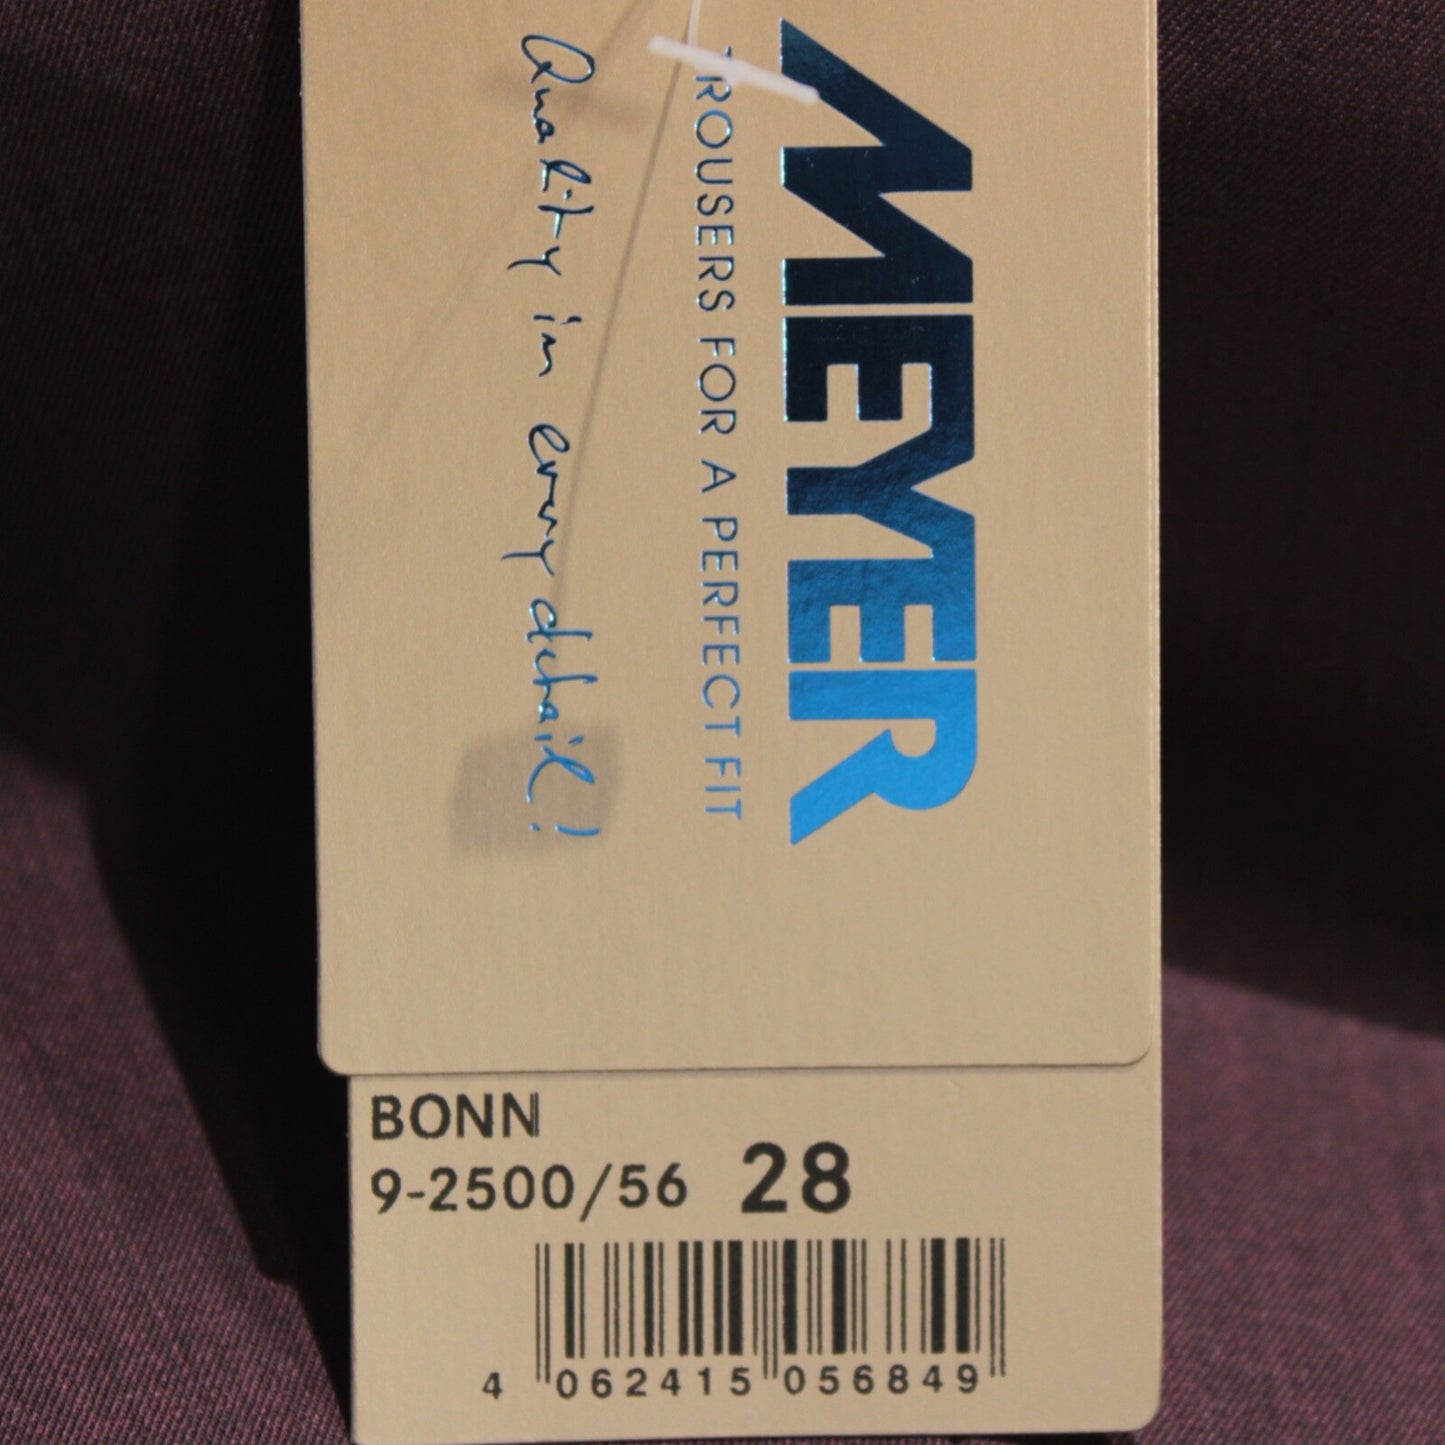 MEYER
TROUSERS FOR A PERFECT FIT
Quality in every detail!
BONN
9-2500/56 28
4 062415 056849